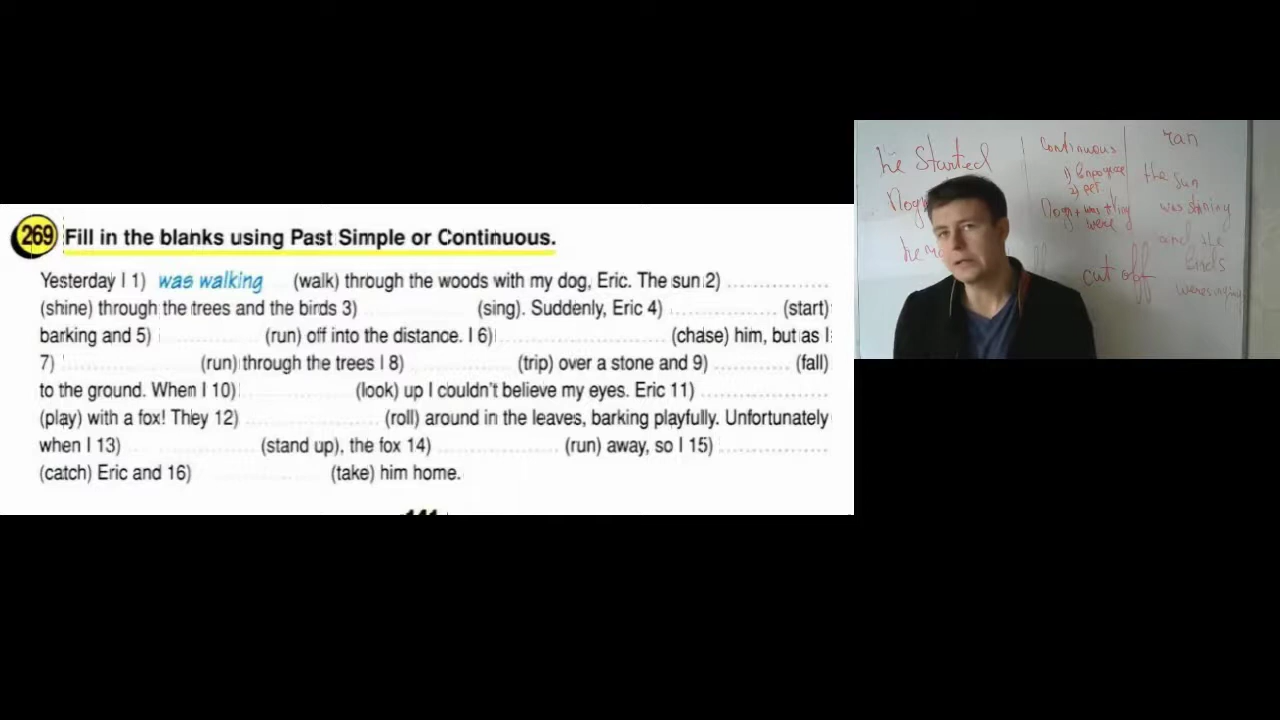 269 Fill in the blanks using Past Simple or Continuous.
Yesterday I 1) was walking (walk) through the woods with my dog, Eric. The sun 2) ....................
(shine) through the trees and the birds 3) .................... (sing). Suddenly, Eric 4) .................... (start)
barking and 5) .................... (run) off into the distance. I 6) .................... (chase) him, but as I
7) .................... (run) through the trees I 8) .................... (trip) over a stone and 9) .................... (fall)
to the ground. When I 10) .................... (look) up I couldn't believe my eyes. Eric 11) ....................
(play) with a fox! They 12) .................... (roll) around in the leaves, barking playfully. Unfortunately
when I 13) .................... (stand up), the fox 14) .................... (run) away, so I 15) ....................
(catch) Eric and 16) .................... (take) him home.
he started
Continuous
1)
2)
was
were
cut off
ran
the sun
was shining
and the